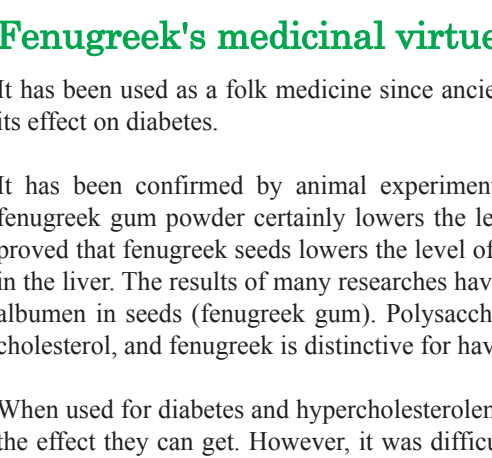 Fenugreek's medicinal virtue
It has been used as a folk medicine since ancie
its effect on diabetes.
It has been confirmed by animal experiment
fenugreek gum powder certainly lowers the le
proved that fenugreek seeds lowers the level of
in the liver. The results of many researches hav
albumen in seeds (fenugreek gum). Polysacch
cholesterol, and fenugreek is distinctive for hav
When used for diabetes and hypercholesterolen
the effect they can get. However, it was difficu